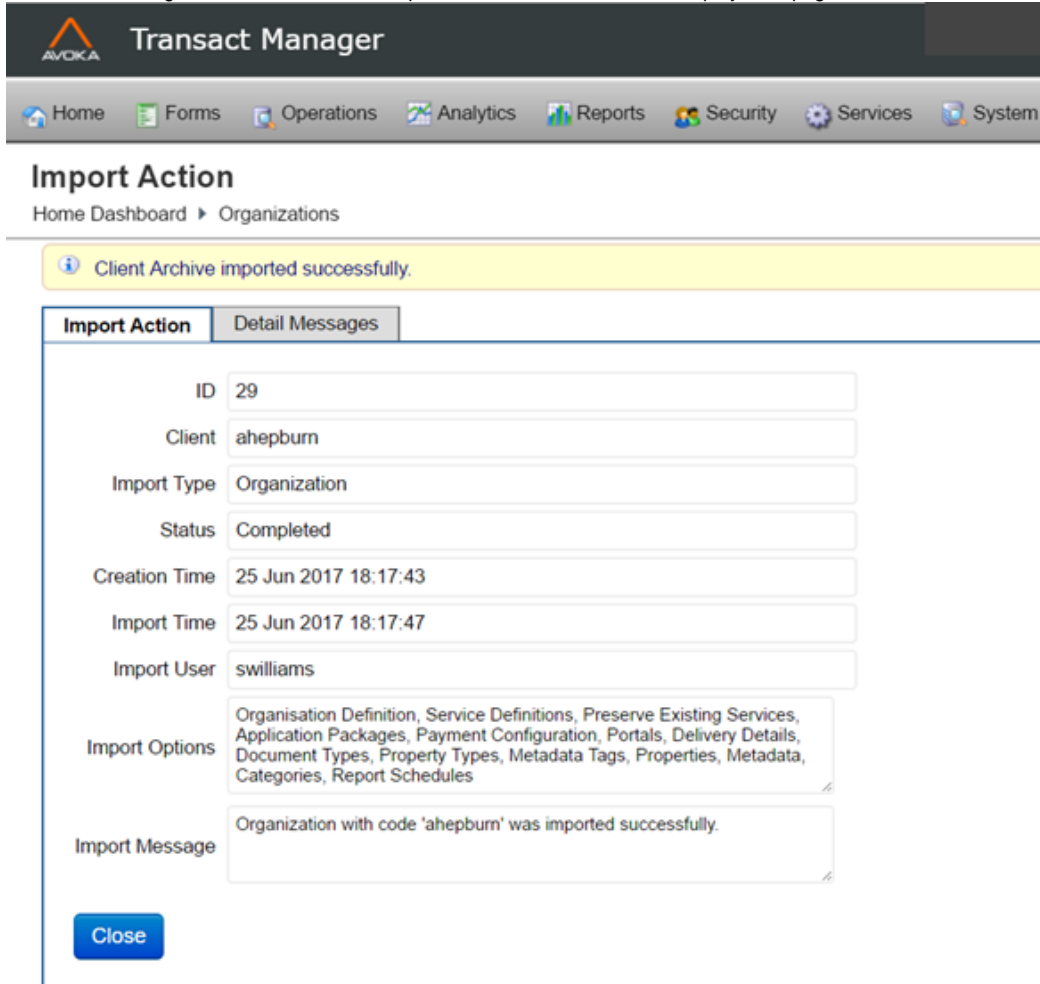 AVOKA Transact Manager
Home Forms Operations Analytics Reports Security Services System
Import Action
Home Dashboard ▸ Organizations
Client Archive imported successfully.
Import Action Detail Messages
ID 29
Client ahepburn
Import Type Organization
Status Completed
Creation Time 25 Jun 2017 18:17:43
Import Time 25 Jun 2017 18:17:47
Import User swilliams
Organisation Definition, Service Definitions, Preserve Existing Services,
Application Packages, Payment Configuration, Portals, Delivery Details,
Import Options Document Types, Property Types, Metadata Tags, Properties, Metadata,
Categories, Report Schedules
Organization with code 'ahepburn' was imported successfully.
Import Message
Close